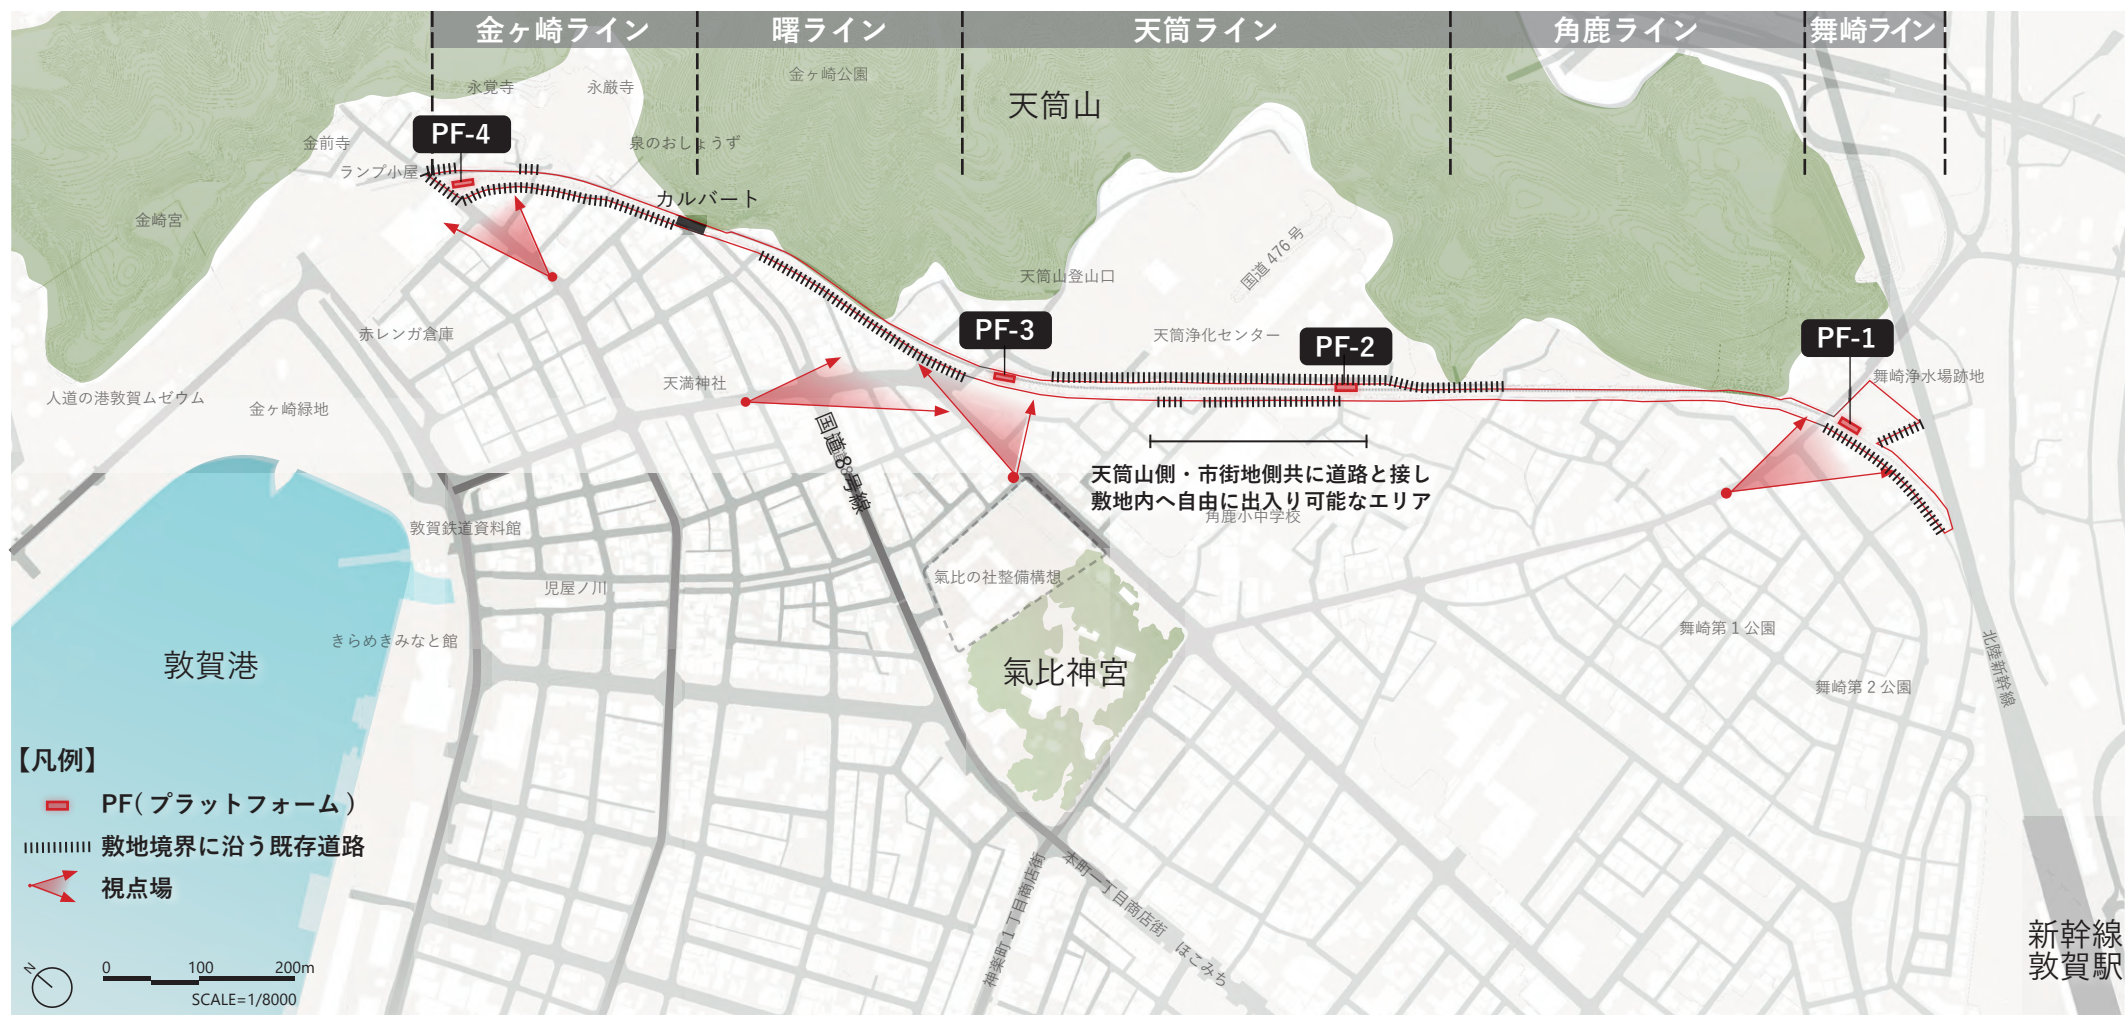 金ヶ崎ライン
曙ライン
天筒ライン
角鹿ライン
舞崎ライン
金ヶ崎公園
永覚寺
永厳寺
天筒山
PF-4
金前寺
泉のおしょうず
ランプ小屋
カルバート
金崎宮
国道 476 号
天筒山登山口
赤レンガ倉庫
PF-3
天筒浄化センター
PF-2
PF-1
天満神社
舞崎浄水場跡地
人道の港敦賀ムゼウム
金ヶ崎緑地
国道8号線
天筒山側・市街地側共に道路と接し
敷地内へ自由に出入り可能なエリア
角鹿小中学校
敦賀鉄道資料館
氣比の社整備構想
児屋ノ川
舞崎第 1 公園
きらめきみなと館
敦賀港
氣比神宮
北陸新幹線
舞崎第 2 公園
【凡例】
PF( プラットフォーム )
敷地境界に沿う既存道路
視点場
神楽町 1 丁目商店街
本町一丁目商店街
ほこみち
新幹線
敦賀駅
N
0 100 200m
SCALE=1/8000